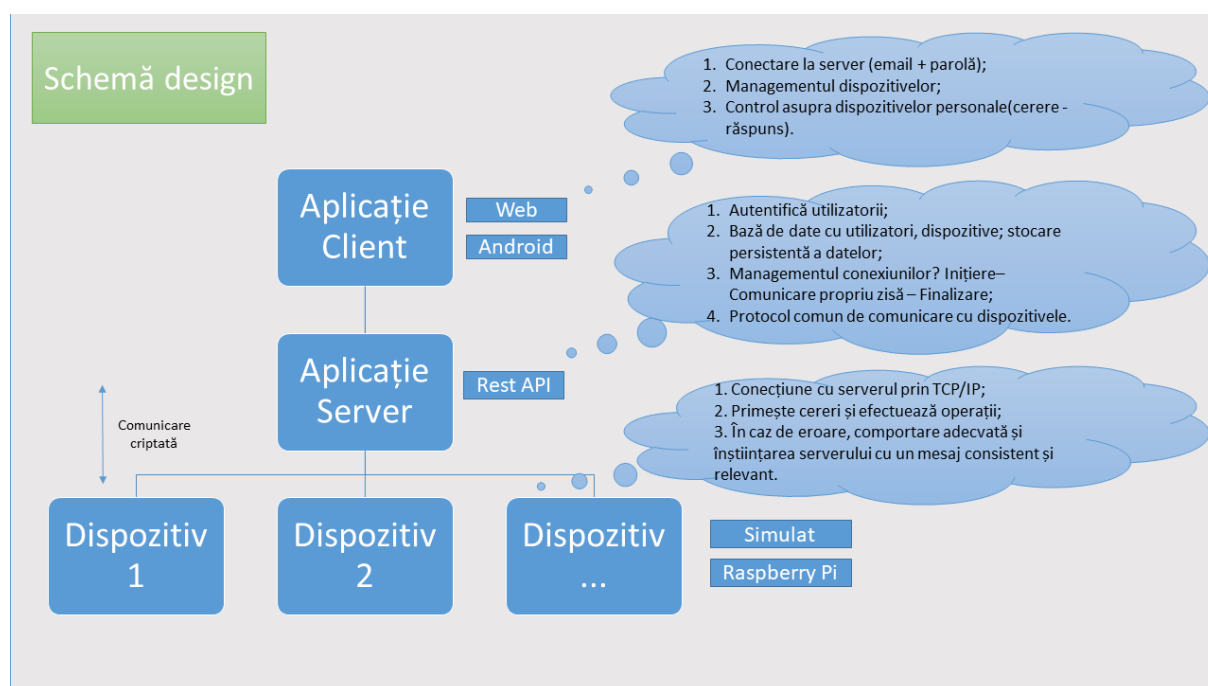 Schemă design
1. Conectare la server (email + parolă);
2. Managementul dispozitivelor;
3. Control asupra dispozitivelor personale(cerere -
răspuns).
Aplicație
Client
Web
Android
1. Autentifică utilizatorii;
2. Bază de date cu utilizatori, dispozitive; stocare
persistentă a datelor;
3. Managementul conexiunilor? Inițiere–
Comunicare propriu zisă – Finalizare;
4. Protocol comun de comunicare cu dispozitivele.
Aplicație
Server
Rest API
1. Conecțiune cu serverul prin TCP/IP;
2. Primește cereri și efectuează operații;
3. În caz de eroare, comportare adecvată și
înștiințarea serverului cu un mesaj consistent și
relevant.
Comunicare
criptată
Dispozitiv
1
Dispozitiv
2
Dispozitiv
...
Simulat
Raspberry Pi